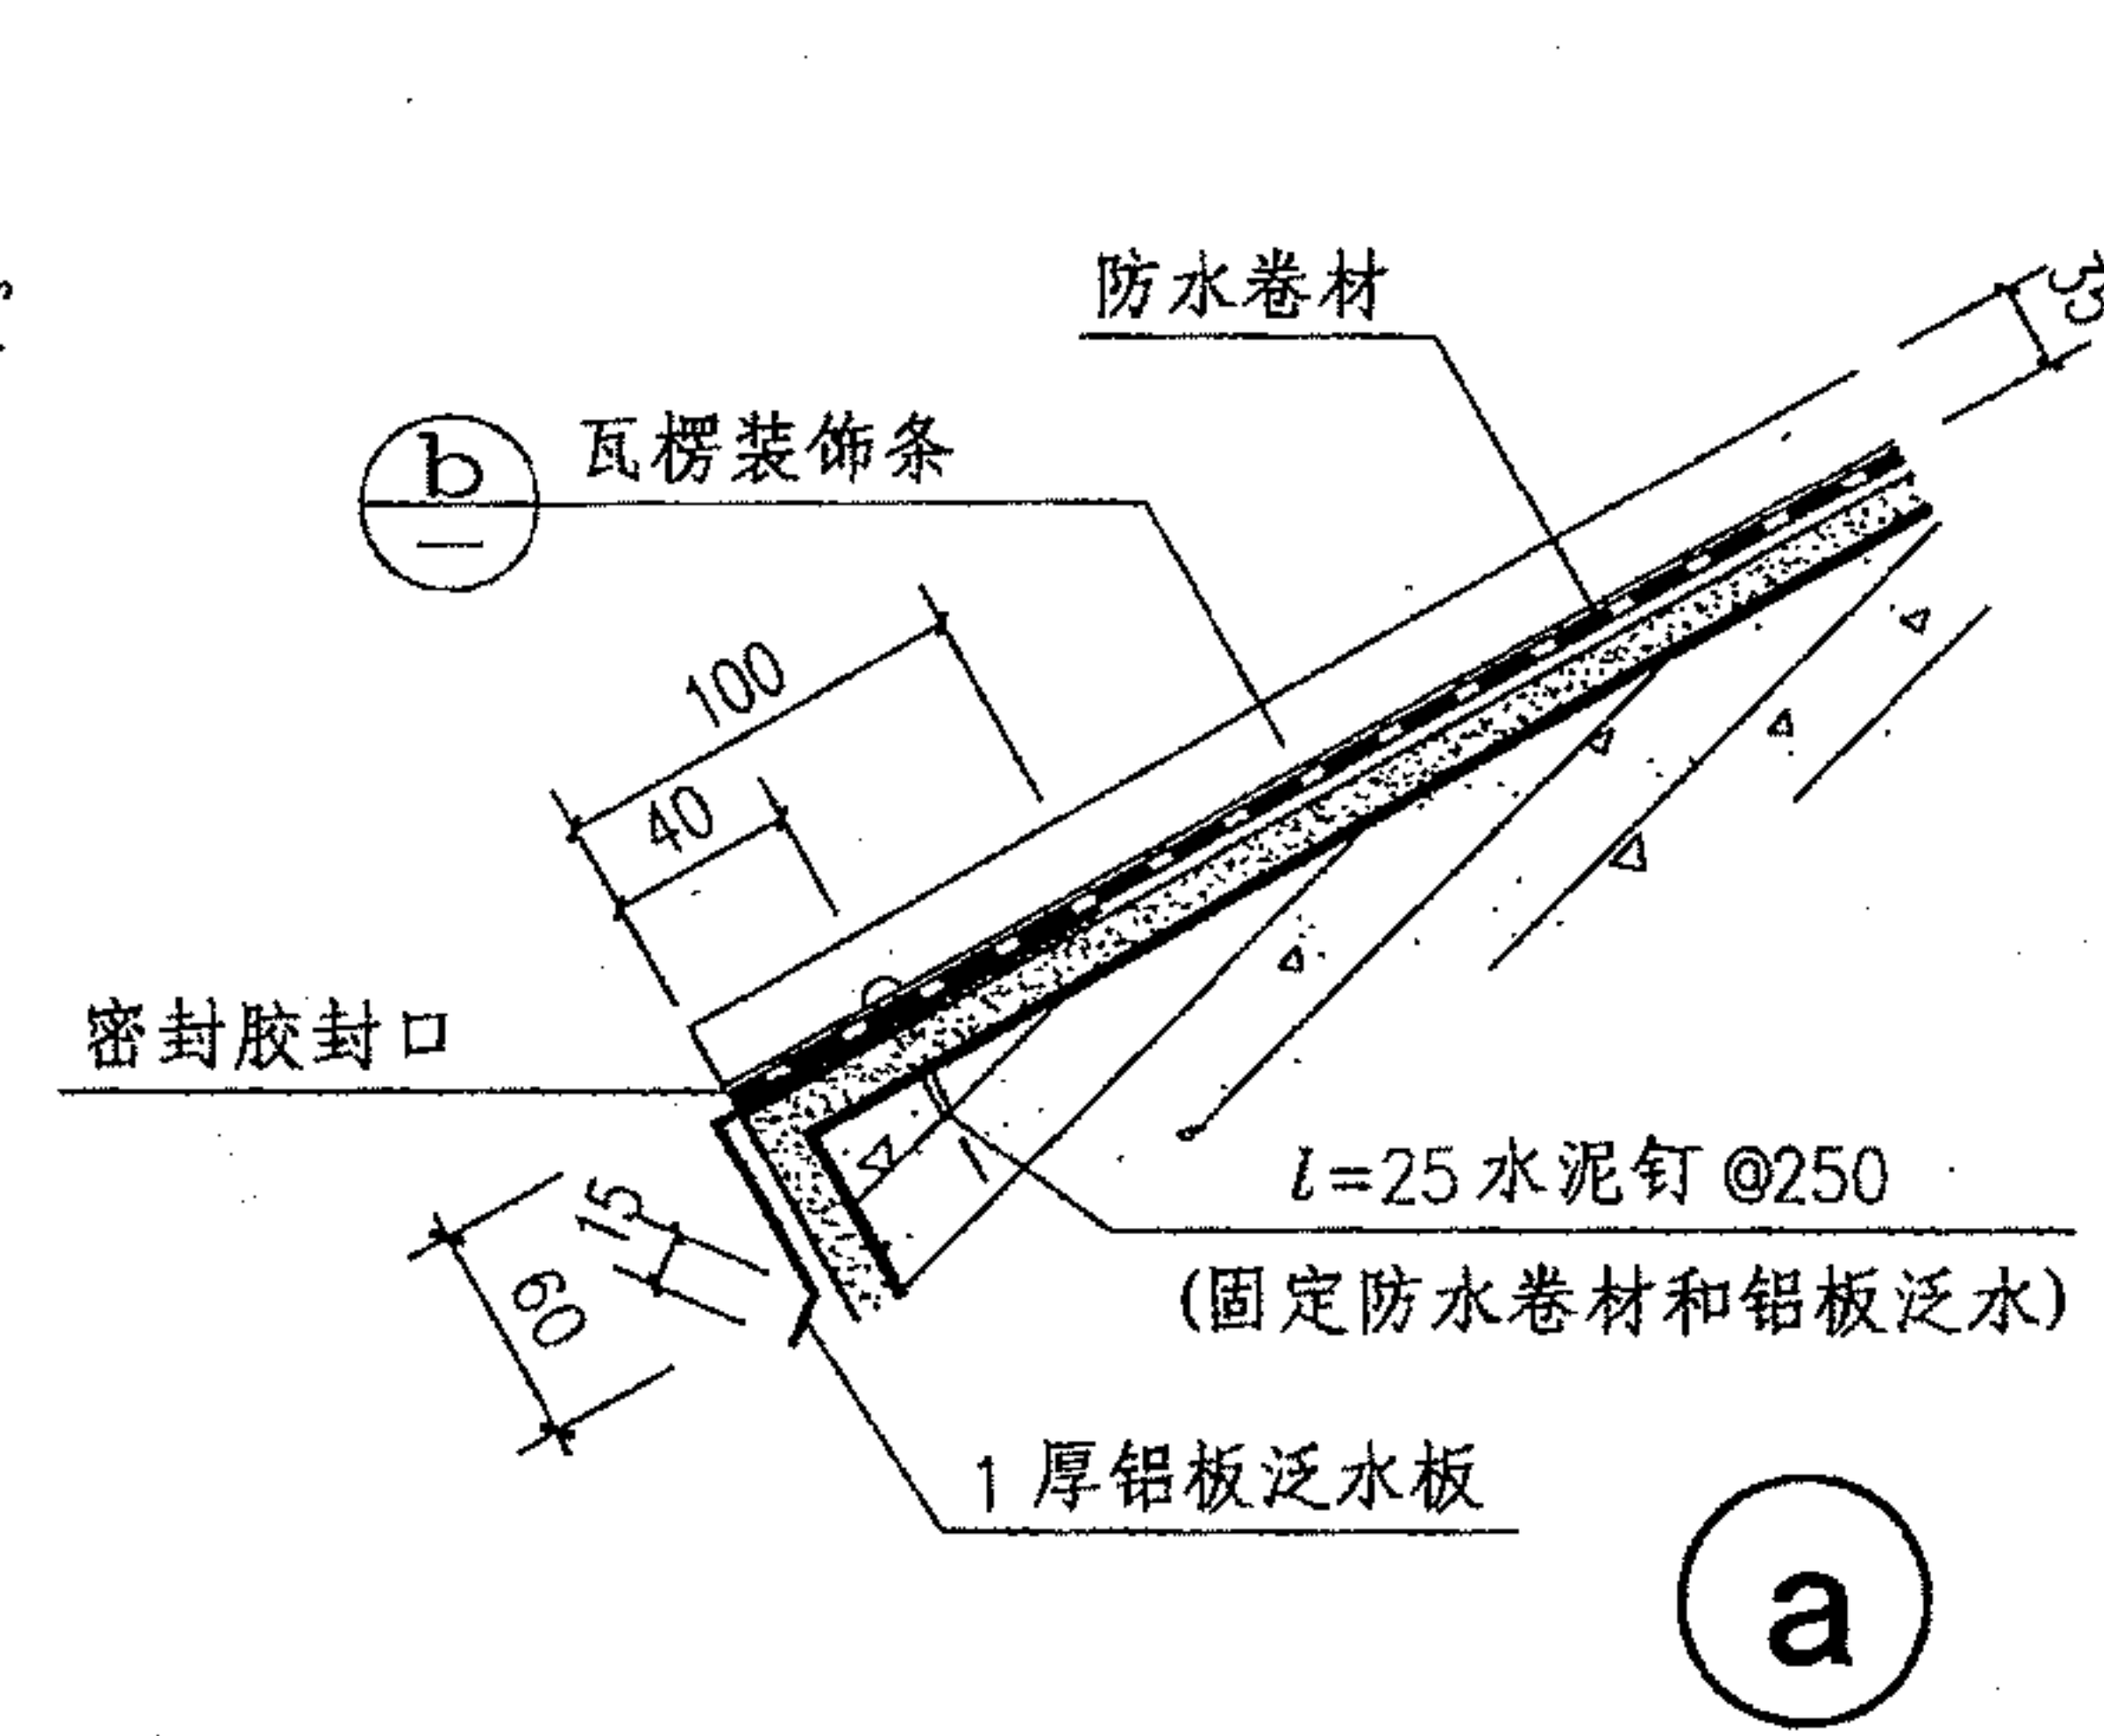 防水卷材
33
b
瓦楞装饰条
100
40
密封胶封口
l=25 水泥钉 @250
(固定防水卷材和铝板泛水)
15
60
1 厚铝板泛水板
a